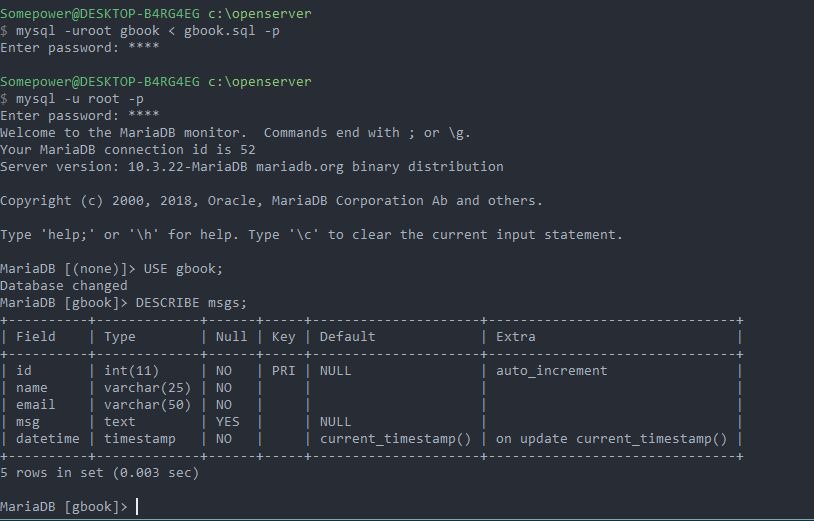 Somepower@DESKTOP-B4RG4EG c:\openserver
$ mysql -uroot gbook < gbook.sql -p
Enter password: ****
Somepower@DESKTOP-B4RG4EG c:\openserver
$ mysql -u root -p
Enter password: ****
Welcome to the MariaDB monitor.  Commands end with ; or \g.
Your MariaDB connection id is 52
Server version: 10.3.22-MariaDB mariadb.org binary distribution
Copyright (c) 2000, 2018, Oracle, MariaDB Corporation Ab and others.
Type 'help;' or '\h' for help. Type '\c' to clear the current input statement.
MariaDB [(none)]> USE gbook;
Database changed
MariaDB [gbook]> DESCRIBE msgs;
+----------+-------------+------+-----+---------------------+-------------------------------+
| Field    | Type        | Null | Key | Default             | Extra                         |
+----------+-------------+------+-----+---------------------+-------------------------------+
| id       | int(11)     | NO   | PRI | NULL                | auto_increment                |
| name     | varchar(25) | NO   |     |                     |                               |
| email    | varchar(50) | NO   |     |                     |                               |
| msg      | text        | YES  |     | NULL                |                               |
| datetime | timestamp   | NO   |     | current_timestamp() | on update current_timestamp() |
+----------+-------------+------+-----+---------------------+-------------------------------+
5 rows in set (0.003 sec)
MariaDB [gbook]>